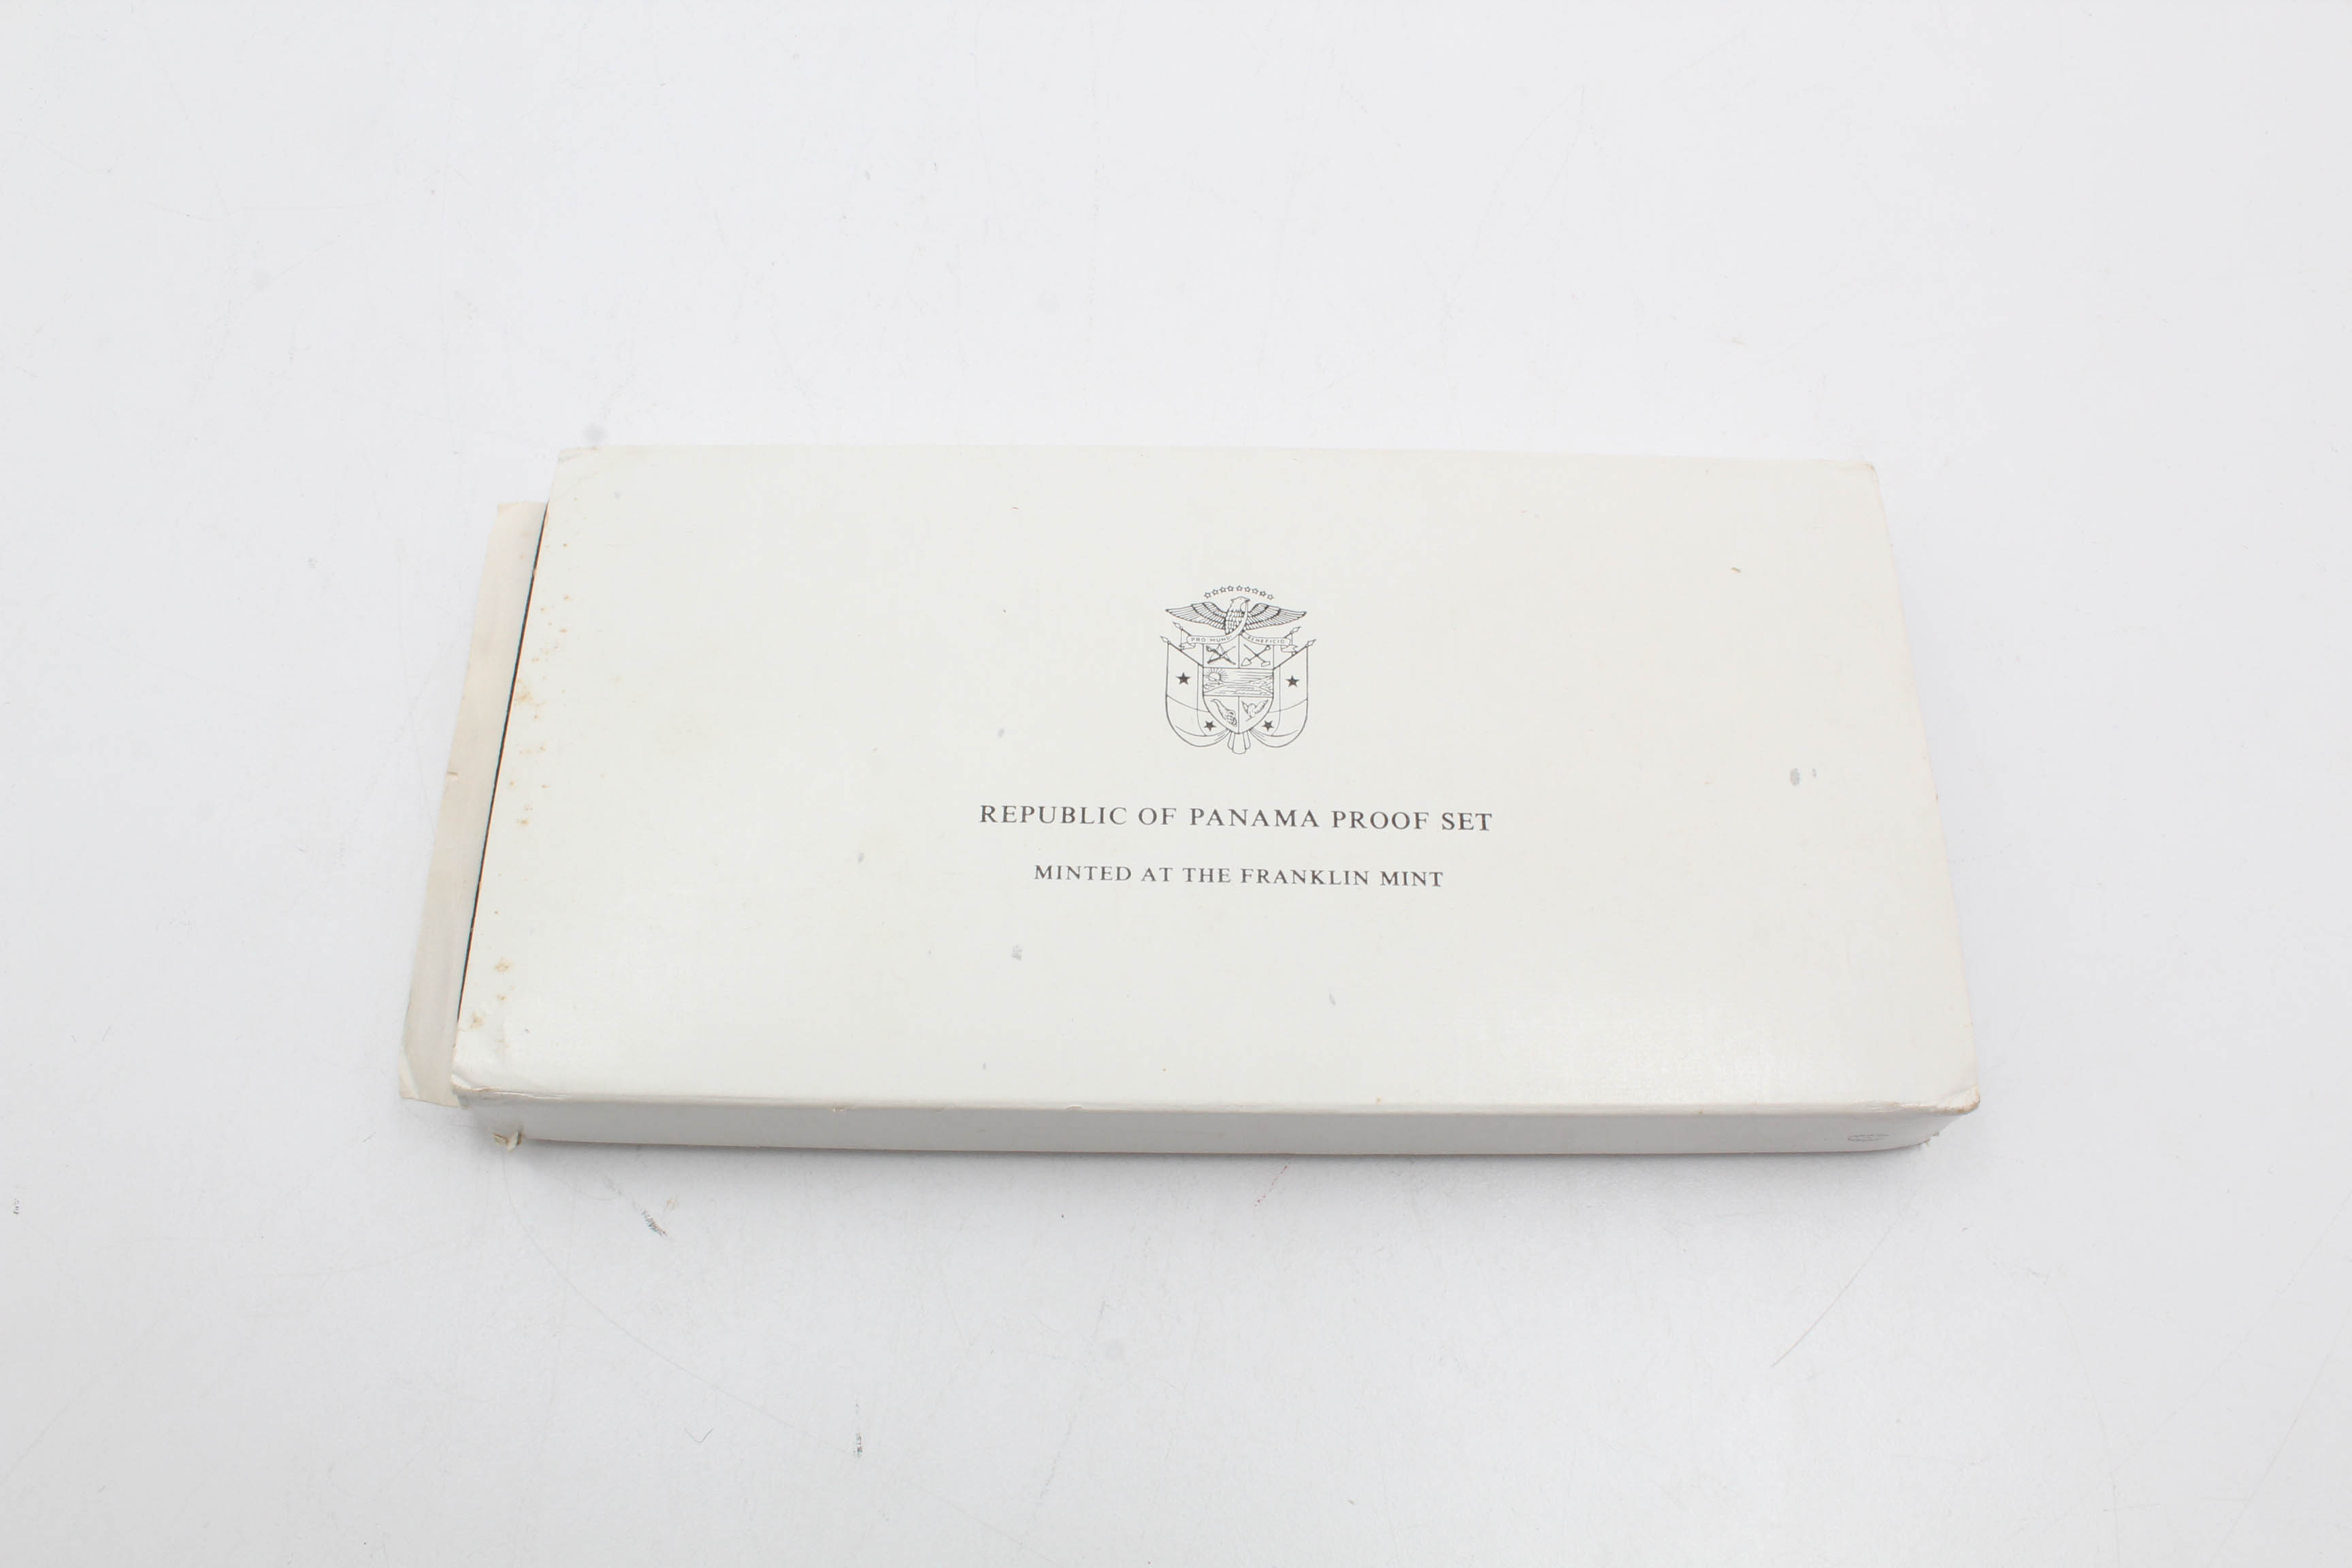 PRO MUNDI BENEFICIO
REPUBLIC OF PANAMA PROOF SET
MINTED AT THE FRANKLIN MINT